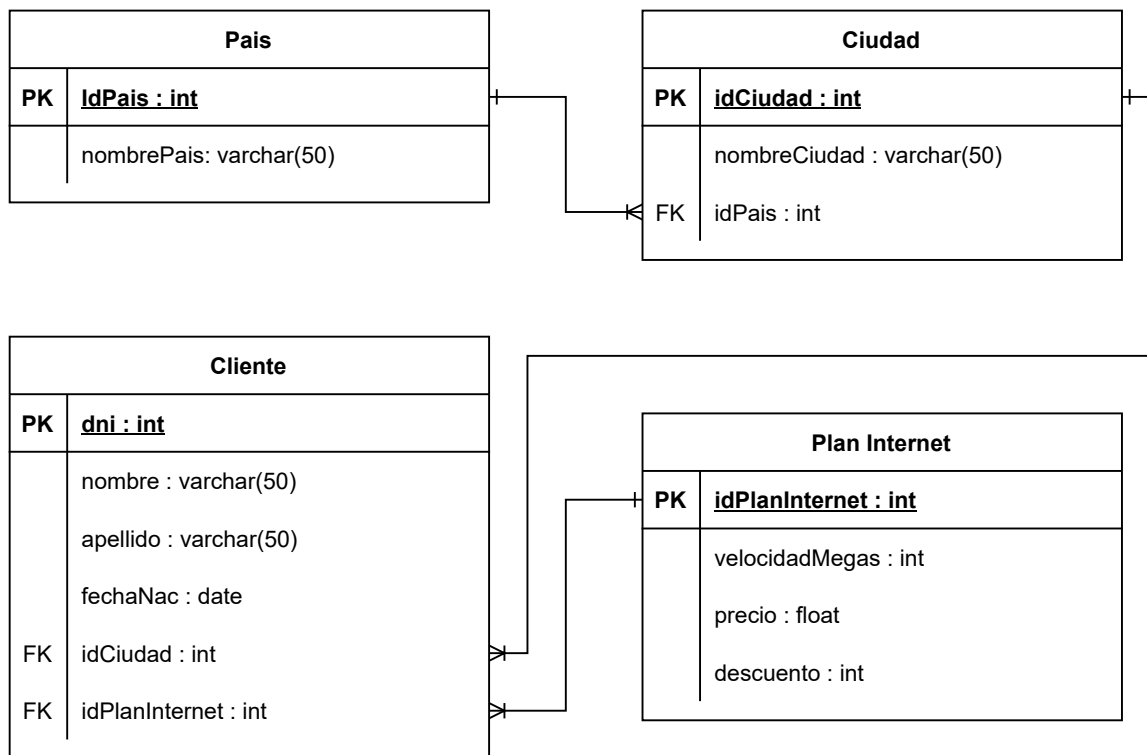 Pais
PK IdPais : int
nombrePais: varchar(50)
Ciudad
PK idCiudad : int
nombreCiudad : varchar(50)
FK idPais : int
Cliente
PK dni : int
nombre : varchar(50)
apellido : varchar(50)
fechaNac : date
FK idCiudad : int
FK idPlanInternet : int
Plan Internet
PK idPlanInternet : int
velocidadMegas : int
precio : float
descuento : int